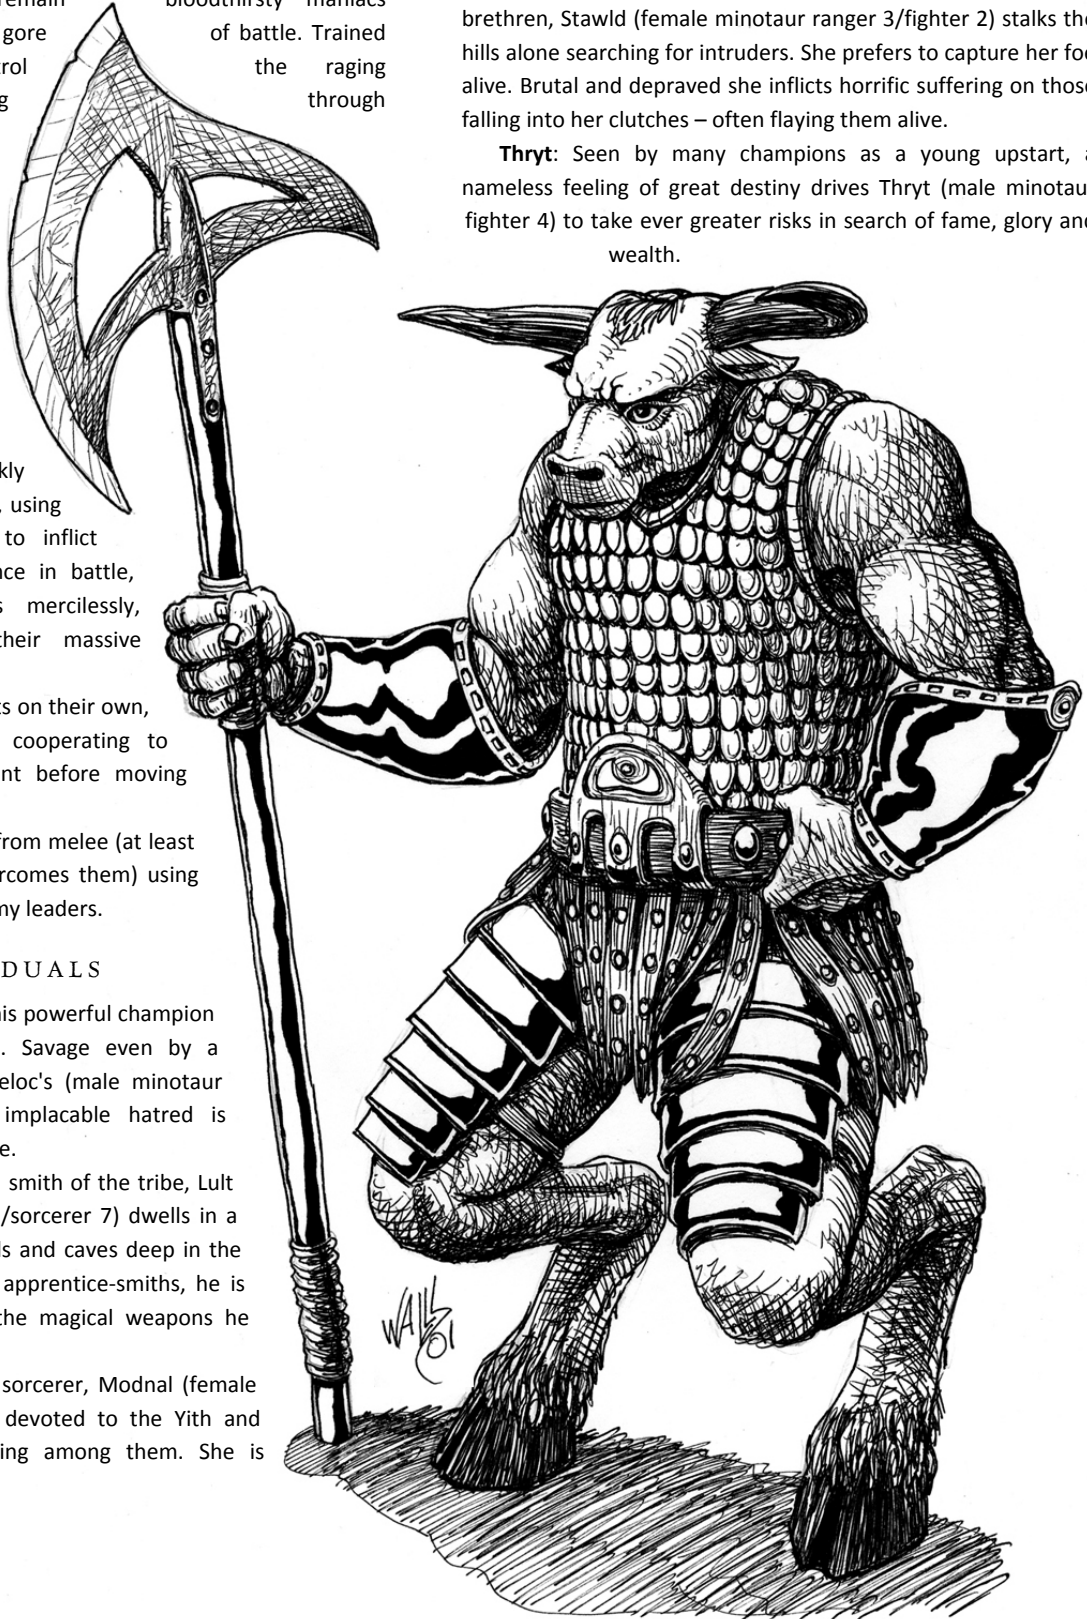 remain bloodthirsty maniacs
gore of battle. Trained
the raging
through
kly
, using
to inflict
nce in battle,
s mercilessly,
their massive
ts on their own,
cooperating to
nt before moving
from melee (at least
rcomes them) using
my leaders.
DUALS
his powerful champion
. Savage even by a
eloc's (male minotaur
implacable hatred is
e.
smith of the tribe, Lult
/sorcerer 7) dwells in a
ls and caves deep in the
apprentice-smiths, he is
the magical weapons he
sorcerer, Modnal (female
devoted to the Yith and
ing among them. She is
brethren, Stawld (female minotaur ranger 3/fighter 2) stalks the
hills alone searching for intruders. She prefers to capture her foe
alive. Brutal and depraved she inflicts horrific suffering on those
falling into her clutches – often flaying them alive.
Thryt: Seen by many champions as a young upstart, a
nameless feeling of great destiny drives Thryt (male minotaur
fighter 4) to take ever greater risks in search of fame, glory and
wealth.
WALLS
01